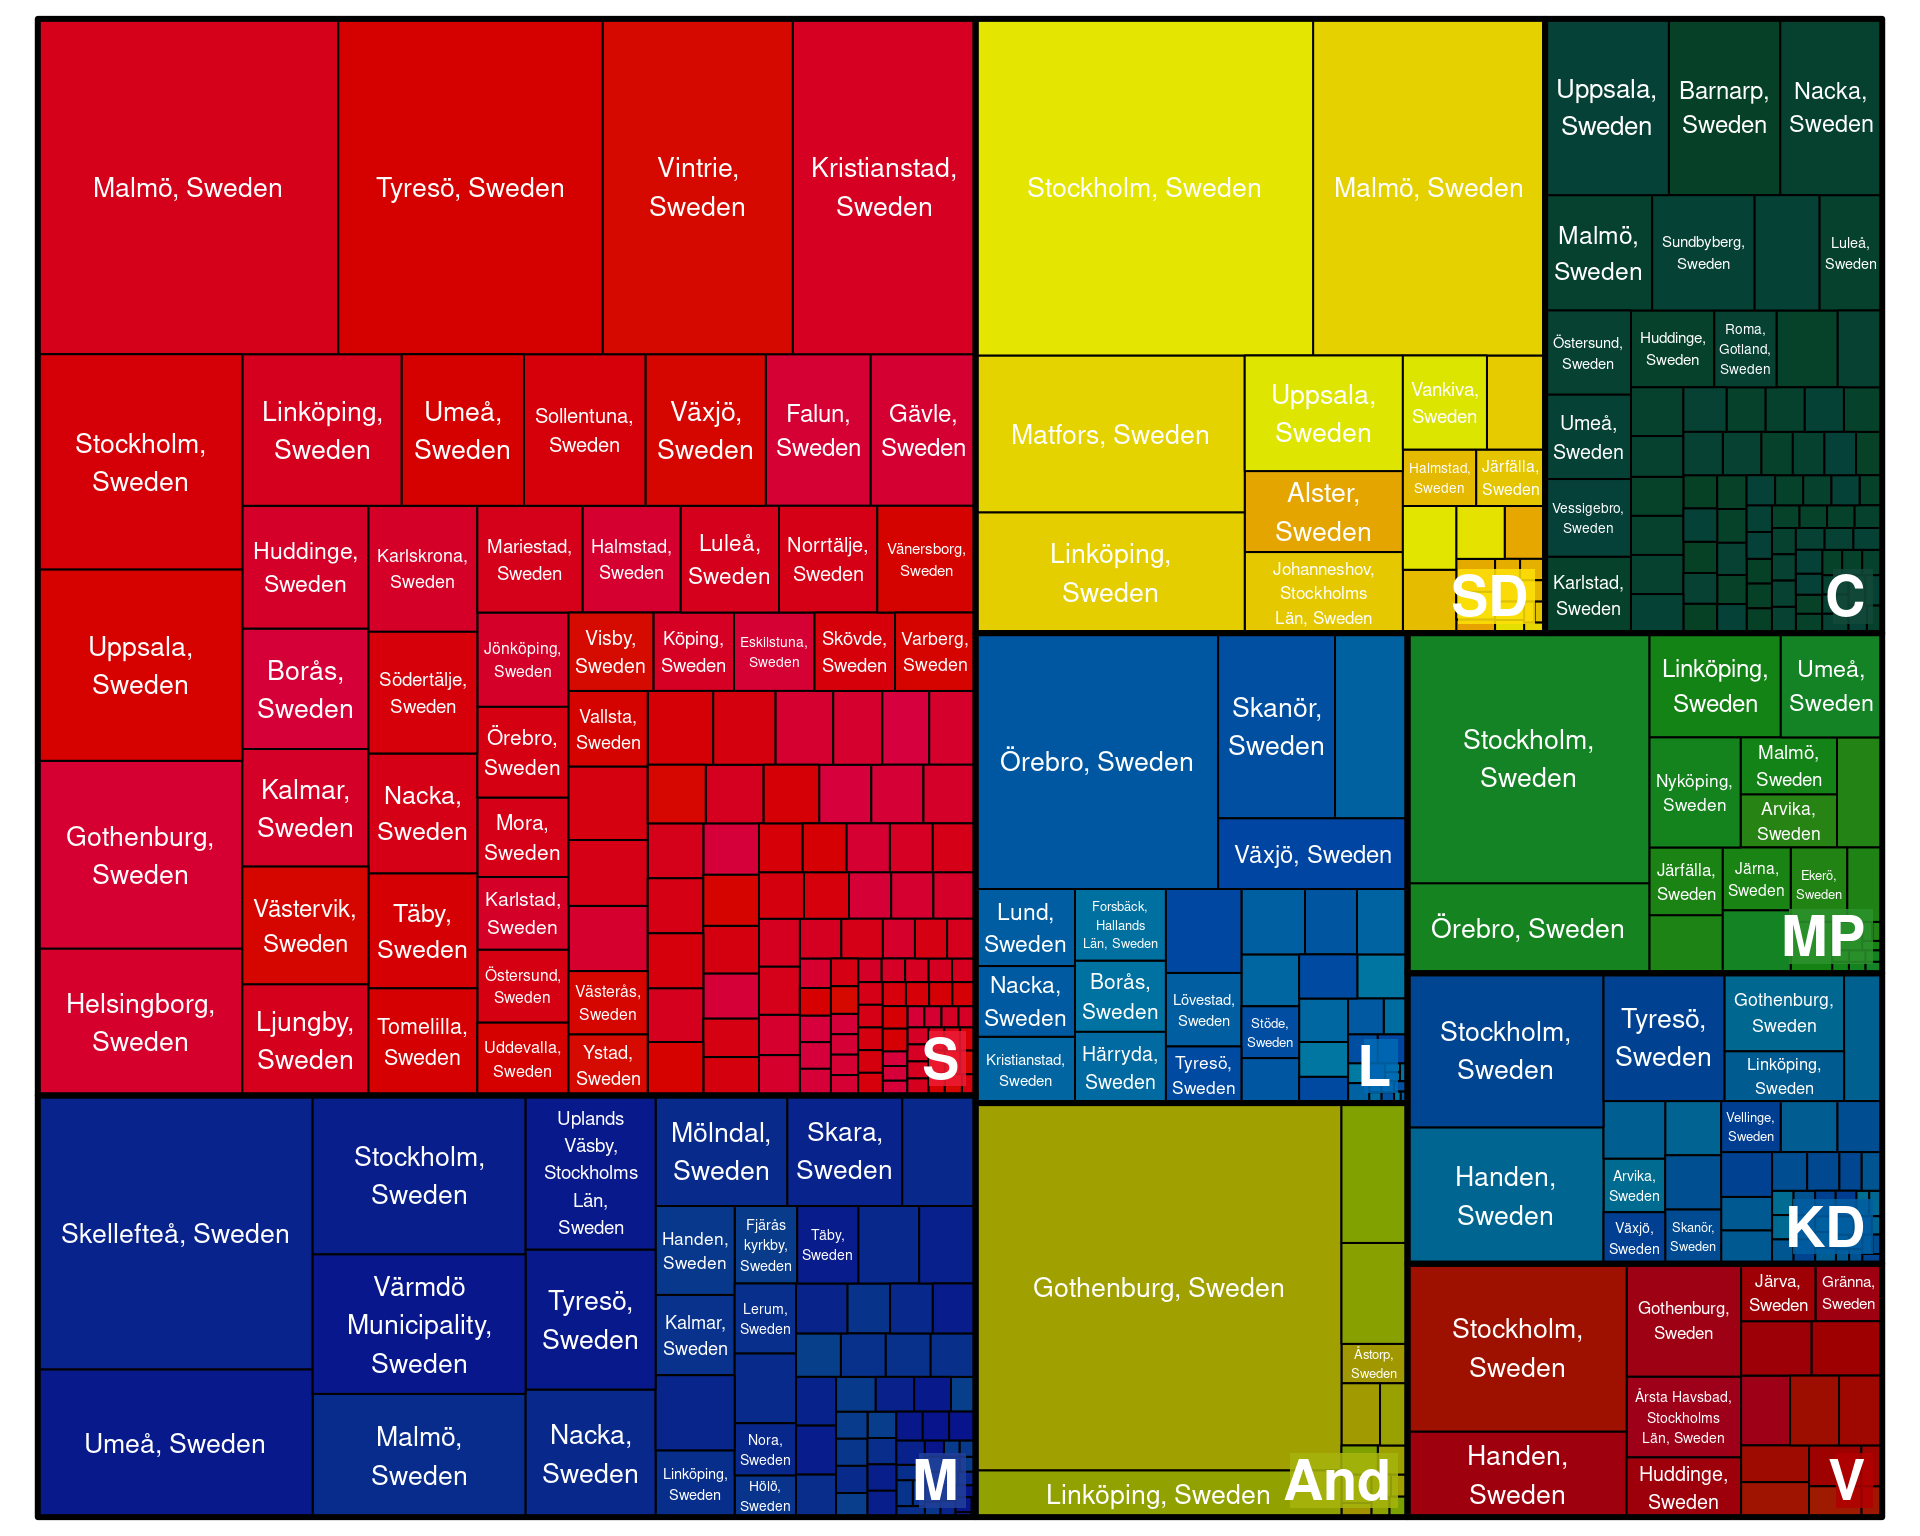 Malmö, Sweden
Tyresö, Sweden
Vintrie,
Sweden
Kristianstad,
Sweden
Stockholm,
Sweden
Linköping,
Sweden
Umeå,
Sweden
Sollentuna,
Sweden
Växjö,
Sweden
Falun,
Sweden
Gävle,
Sweden
Uppsala,
Sweden
Gothenburg,
Sweden
Helsingborg,
Sweden
Huddinge,
Sweden
Borås,
Sweden
Kalmar,
Sweden
Västervik,
Sweden
Ljungby,
Sweden
Karlskrona,
Sweden
Södertälje,
Sweden
Nacka,
Sweden
Täby,
Sweden
Tomelilla,
Sweden
Mariestad,
Sweden
Halmstad,
Sweden
Luleå,
Sweden
Norrtälje,
Sweden
Vänersborg,
Sweden
Jönköping,
Sweden
Örebro,
Sweden
Mora,
Sweden
Karlstad,
Sweden
Östersund,
Sweden
Uddevalla,
Sweden
Visby,
Sweden
Köping,
Sweden
Eskilstuna,
Sweden
Skövde,
Sweden
Varberg,
Sweden
Vallsta,
Sweden
Västerås,
Sweden
Ystad,
Sweden
S
Skellefteå, Sweden
Umeå, Sweden
Stockholm,
Sweden
Värmdö
Municipality,
Sweden
Malmö,
Sweden
Uplands
Väsby,
Stockholms
Län,
Sweden
Tyresö,
Sweden
Nacka,
Sweden
Mölndal,
Sweden
Skara,
Sweden
Handen,
Sweden
Fjärås
kyrkby,
Sweden
Täby,
Sweden
Kalmar,
Sweden
Lerum,
Sweden
Linköping,
Sweden
Nora,
Sweden
Hölö,
Sweden
M
Stockholm, Sweden
Malmö, Sweden
Matfors, Sweden
Linköping,
Sweden
Uppsala,
Sweden
Alster,
Sweden
Johanneshov,
Stockholms
Län, Sweden
Vankiva,
Sweden
Halmstad,
Sweden
Järfälla,
Sweden
SD
Uppsala,
Sweden
Barnarp,
Sweden
Nacka,
Sweden
Malmö,
Sweden
Sundbyberg,
Sweden
Luleå,
Sweden
Östersund,
Sweden
Huddinge,
Sweden
Roma,
Gotland,
Sweden
Umeå,
Sweden
Vessigebro,
Sweden
Karlstad,
Sweden
C
Örebro, Sweden
Skanör,
Sweden
Växjö, Sweden
Lund,
Sweden
Nacka,
Sweden
Kristianstad,
Sweden
Forsbäck,
Hallands
Län, Sweden
Borås,
Sweden
Härryda,
Sweden
Lövestad,
Sweden
Tyresö,
Sweden
Stöde,
Sweden
L
Gothenburg, Sweden
Linköping, Sweden
Åstorp,
Sweden
And
Stockholm,
Sweden
Örebro, Sweden
Linköping,
Sweden
Umeå,
Sweden
Nyköping,
Sweden
Malmö,
Sweden
Arvika,
Sweden
Järfälla,
Sweden
Järna,
Sweden
Ekerö,
Sweden
MP
Stockholm,
Sweden
Handen,
Sweden
Tyresö,
Sweden
Gothenburg,
Sweden
Linköping,
Sweden
Arvika,
Sweden
Växjö,
Sweden
Skanör,
Sweden
Vellinge,
Sweden
KD
Stockholm,
Sweden
Handen,
Sweden
Gothenburg,
Sweden
Årsta Havsbad,
Stockholms
Län, Sweden
Huddinge,
Sweden
Järva,
Sweden
Gränna,
Sweden
V